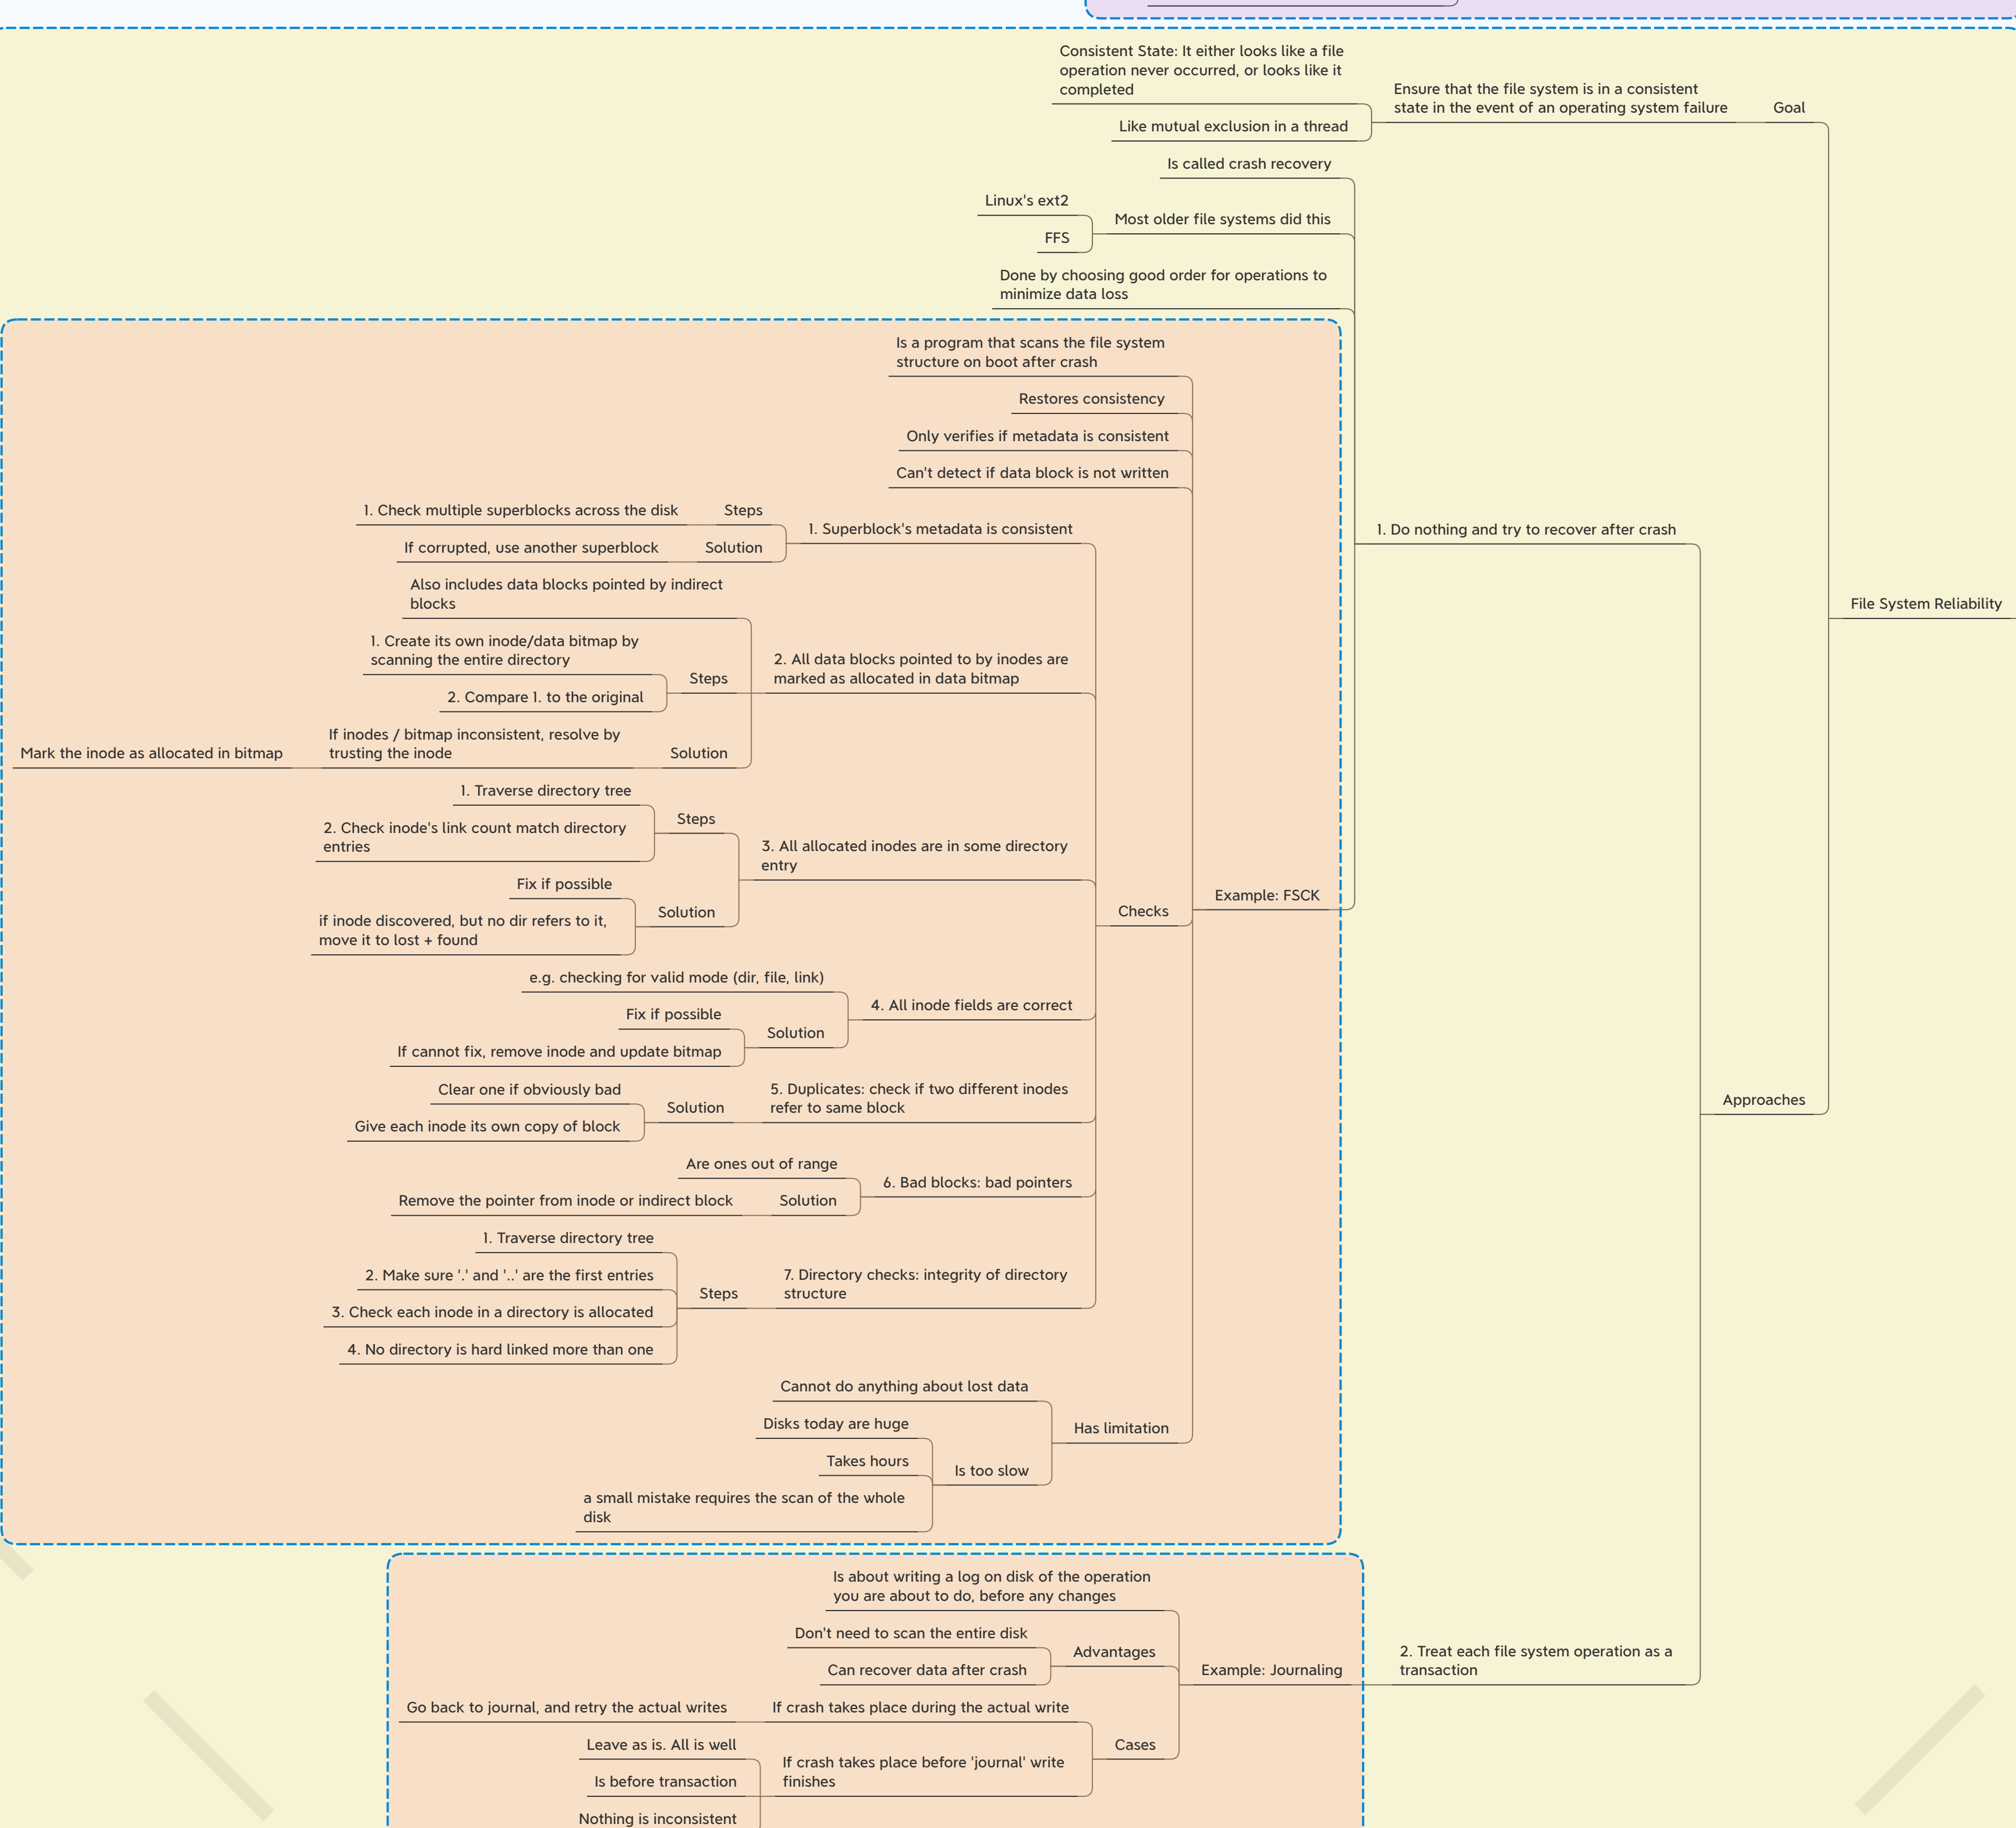 File System Reliability
Goal
Ensure that the file system is in a consistent
state in the event of an operating system failure
Consistent State: It either looks like a file
operation never occurred, or looks like it
completed
Like mutual exclusion in a thread
Approaches
1. Do nothing and try to recover after crash
Is called crash recovery
Most older file systems did this
Linux's ext2
FFS
Done by choosing good order for operations to
minimize data loss
Example: FSCK
Is a program that scans the file system
structure on boot after crash
Restores consistency
Only verifies if metadata is consistent
Can't detect if data block is not written
Checks
1. Superblock's metadata is consistent
Steps
1. Check multiple superblocks across the disk
Solution
If corrupted, use another superblock
2. All data blocks pointed to by inodes are
marked as allocated in data bitmap
Also includes data blocks pointed by indirect
blocks
Steps
1. Create its own inode/data bitmap by
scanning the entire directory
2. Compare 1. to the original
Solution
If inodes / bitmap inconsistent, resolve by
trusting the inode
Mark the inode as allocated in bitmap
3. All allocated inodes are in some directory
entry
Steps
1. Traverse directory tree
2. Check inode's link count match directory
entries
Solution
Fix if possible
if inode discovered, but no dir refers to it,
move it to lost + found
4. All inode fields are correct
e.g. checking for valid mode (dir, file, link)
Solution
Fix if possible
If cannot fix, remove inode and update bitmap
5. Duplicates: check if two different inodes
refer to same block
Solution
Clear one if obviously bad
Give each inode its own copy of block
6. Bad blocks: bad pointers
Are ones out of range
Solution
Remove the pointer from inode or indirect block
7. Directory checks: integrity of directory
structure
Steps
1. Traverse directory tree
2. Make sure '.' and '..' are the first entries
3. Check each inode in a directory is allocated
4. No directory is hard linked more than one
Has limitation
Cannot do anything about lost data
Is too slow
Disks today are huge
Takes hours
a small mistake requires the scan of the whole
disk
2. Treat each file system operation as a
transaction
Example: Journaling
Is about writing a log on disk of the operation
you are about to do, before any changes
Advantages
Don't need to scan the entire disk
Can recover data after crash
Cases
If crash takes place during the actual write
Go back to journal, and retry the actual writes
If crash takes place before 'journal' write
finishes
Leave as is. All is well
Is before transaction
Nothing is inconsistent